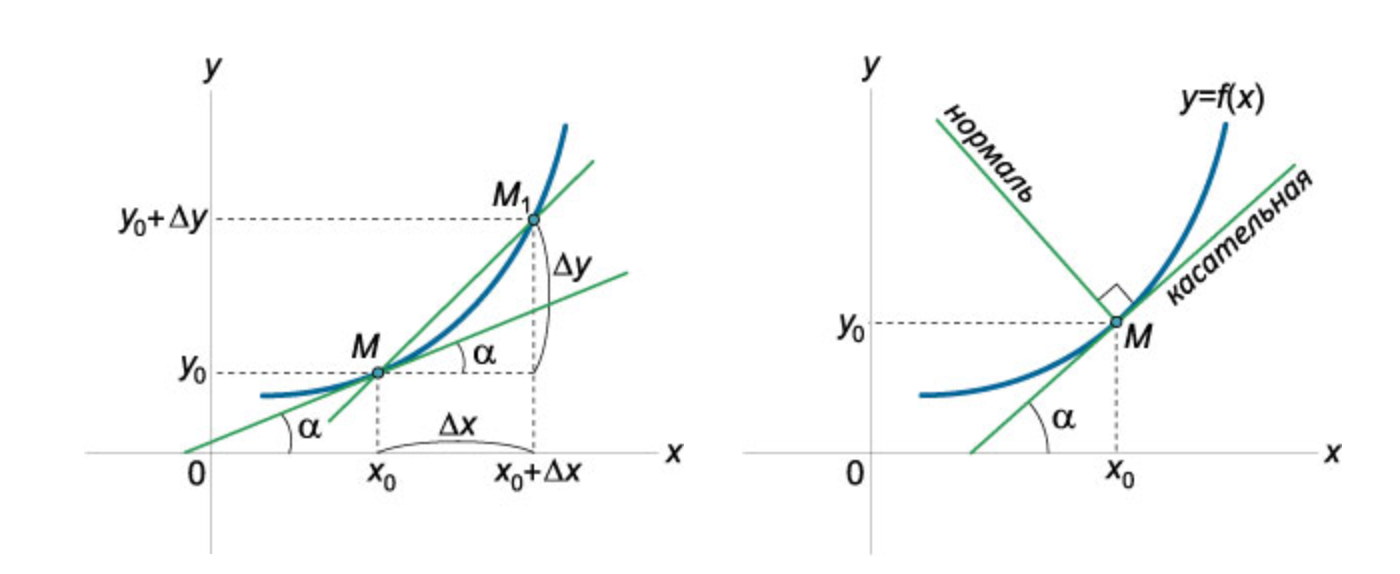 y
M₁
y₀+Δy
Δy
M
y₀
α
α
Δx
0
x₀
x₀+Δx
x
y
y=f(x)
нормаль
касательная
y₀
M
α
0
x₀
x